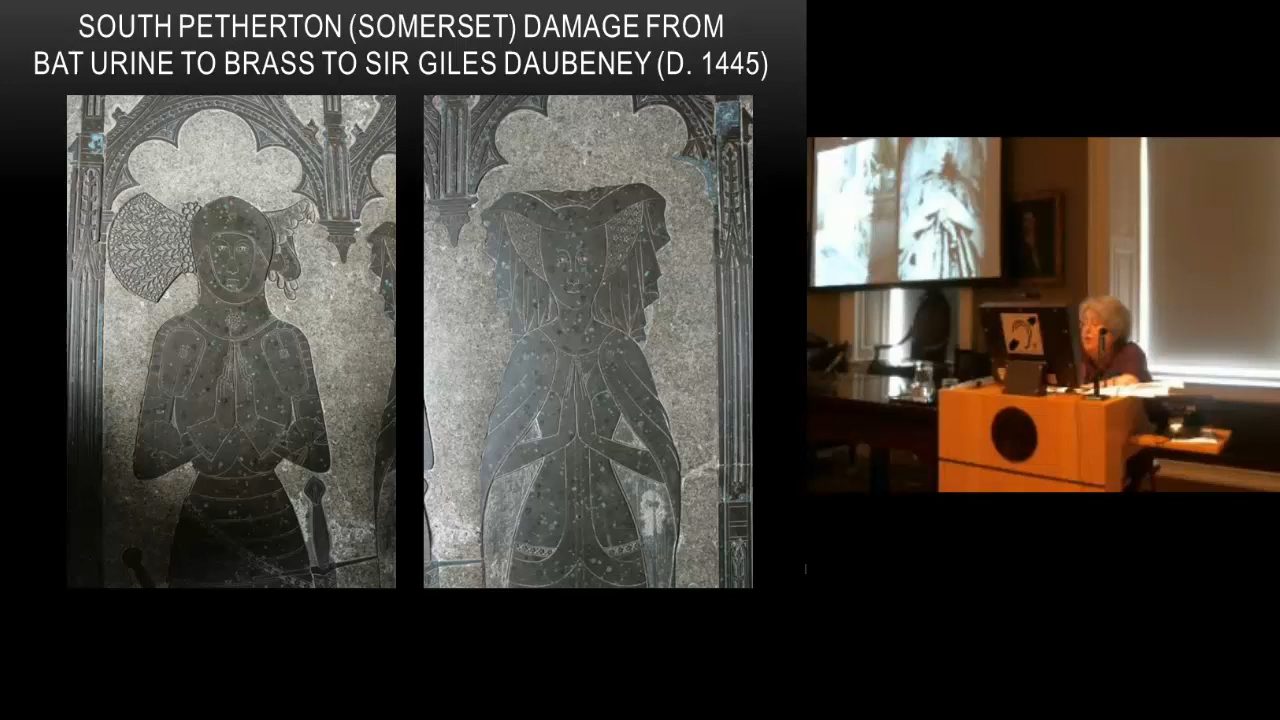 SOUTH PETHERTON (SOMERSET) DAMAGE FROM
BAT URINE TO BRASS TO SIR GILES DAUBENEY (D. 1445)